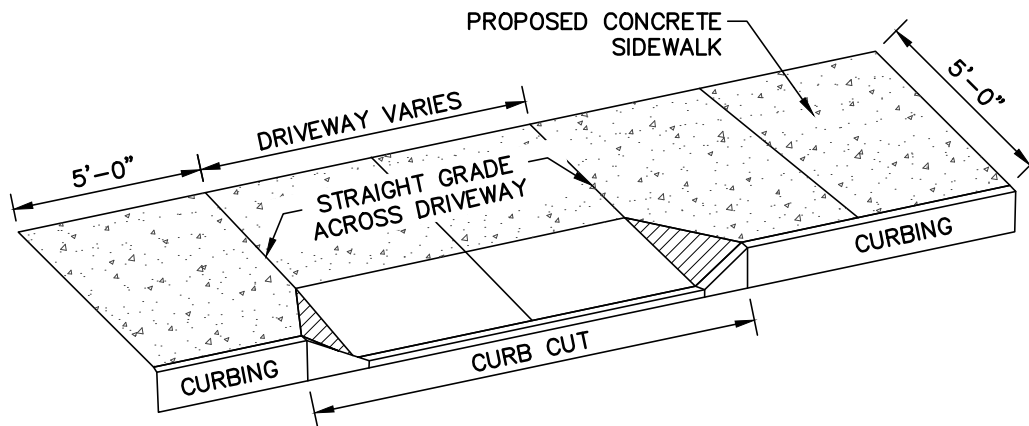 PROPOSED CONCRETE
SIDEWALK
5'-0"
DRIVEWAY VARIES
5'-0"
STRAIGHT GRADE
ACROSS DRIVEWAY
CURBING
CURB CUT
CURBING